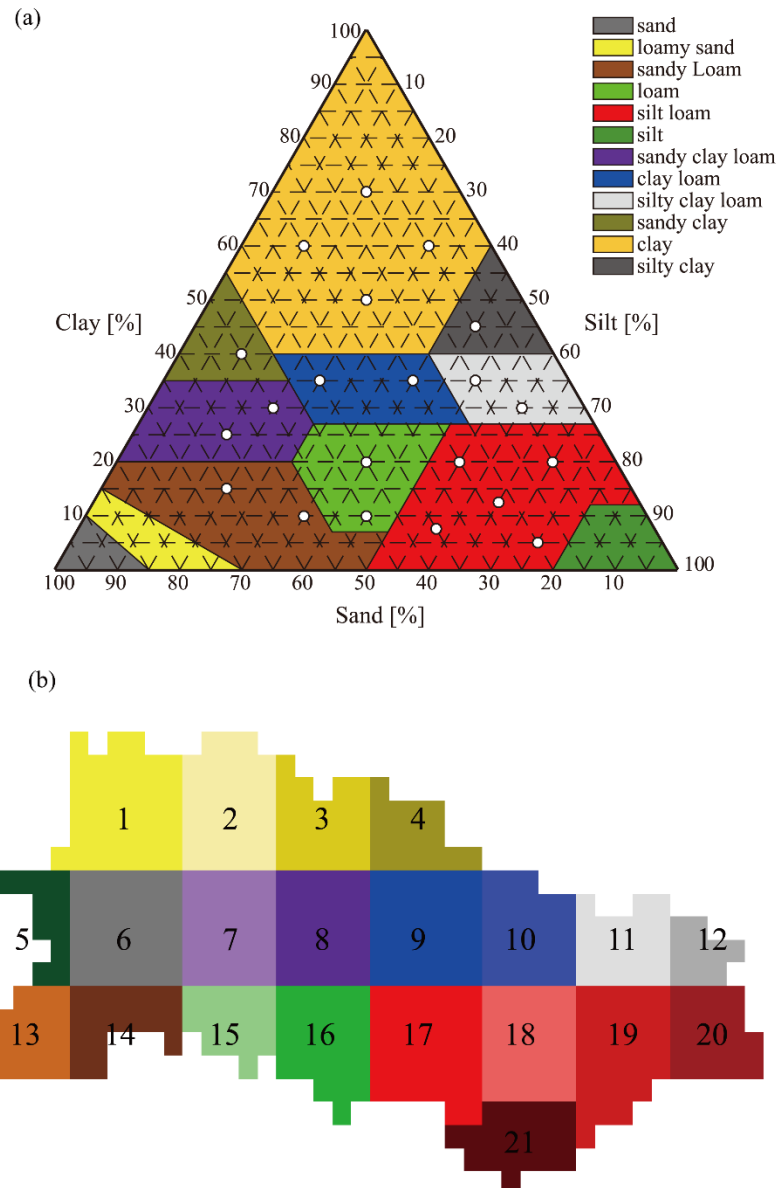 (a)
sand
loamy sand
sandy Loam
loam
silt loam
silt
sandy clay loam
clay loam
silty clay loam
sandy clay
clay
silty clay
100
90 10
80 20
70 30
60 40
50 50
Clay [%] Silt [%]
40 60
30 70
20 80
10 90
100 100
90 80 70 60 50 40 30 20 10
Sand [%]
(b)
1 2 3 4
5 6 7 8 9 10 11 12
13 14 15 16 17 18 19 20
21